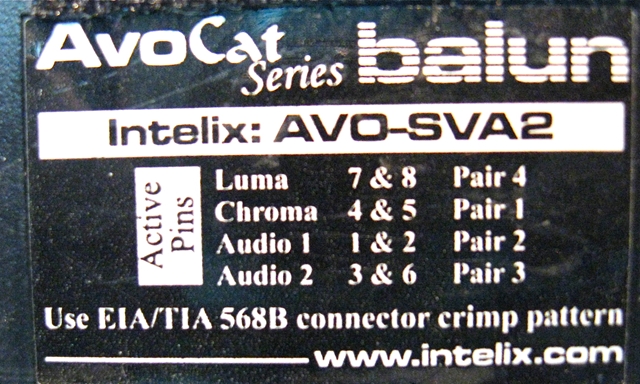 AvoCat Series balun
Intelix: AVO-SVA2
Active Pins
Luma 7 & 8 Pair 4
Chroma 4 & 5 Pair 1
Audio 1 1 & 2 Pair 2
Audio 2 3 & 6 Pair 3
Use EIA/TIA 568B connector crimp pattern
www.intelix.com